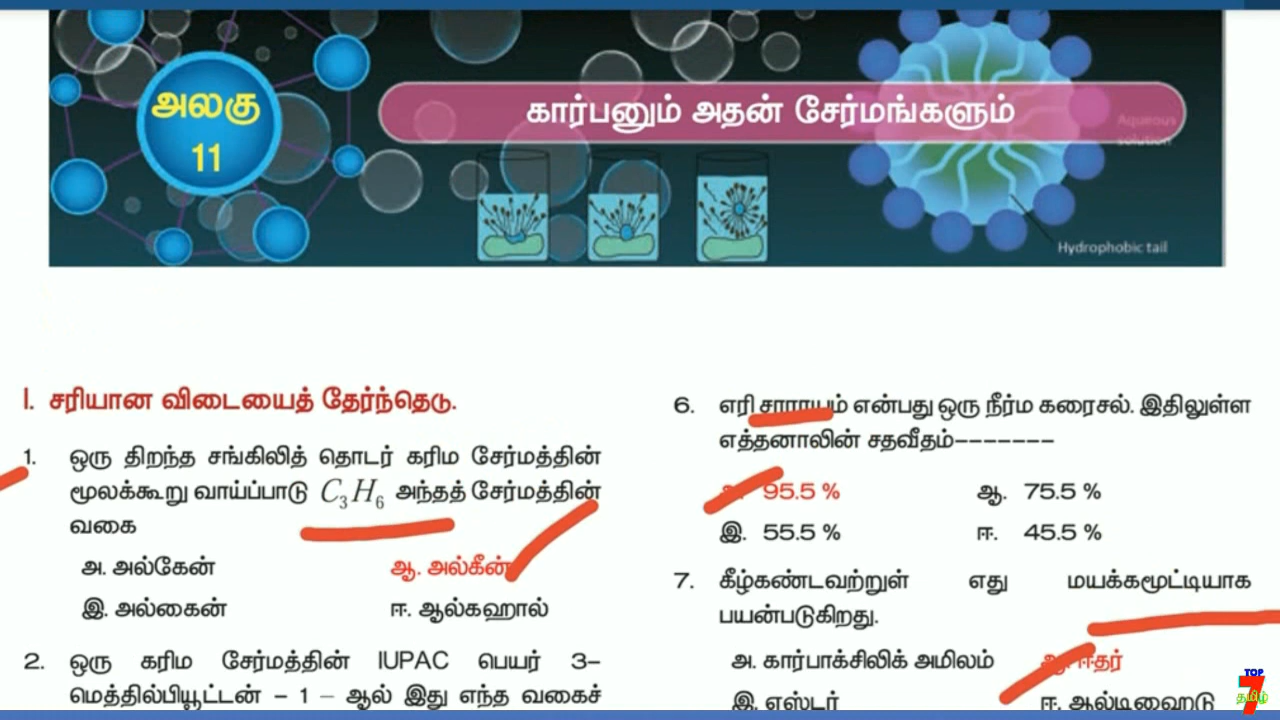 அலகு
11
கார்பனும் அதன் சேர்மங்களும்
Aqueous
solution
Hydrophobic tail
I. சரியான விடையைத் தேர்ந்தெடு.
1. ஒரு திறந்த சங்கிலித் தொடர் கரிம சேர்மத்தின்
மூலக்கூறு வாய்ப்பாடு C₃H₆ அந்தத் சேர்மத்தின்
வகை
அ. அல்கேன் ஆ. அல்கீன்
இ. அல்கைன் ஈ. ஆல்கஹால்
2. ஒரு கரிம சேர்மத்தின் IUPAC பெயர் 3–
மெத்தில்பியூட்டன் – 1 – ஆல் இது எந்த வகைச்
6. எரி சாராயம் என்பது ஒரு நீர்ம கரைசல். இதிலுள்ள
எத்தனாலின் சதவீதம்–––––––
95.5 % ஆ. 75.5 %
இ. 55.5 % ஈ. 45.5 %
7. கீழ்கண்டவற்றுள் எது மயக்கமூட்டியாக
பயன்படுகிறது.
அ. கார்பாக்சிலிக் அமிலம் ஆ. ஈதர்
இ. எஸ்டர் ஈ. ஆல்டிஹைடு
TOP
7
தமிழ்